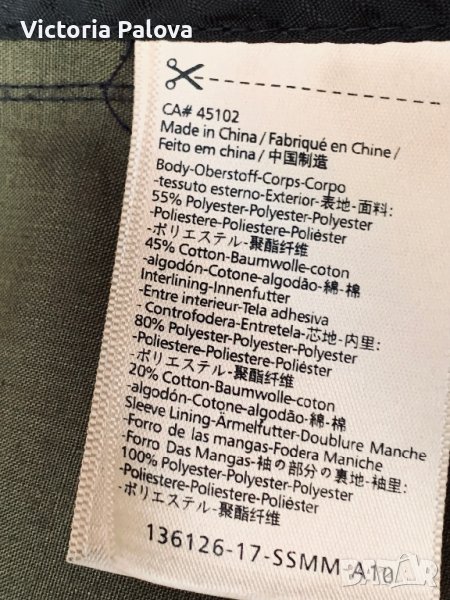 Victoria Palova
CA# 45102
Made in China / Fabriqué en Chine /
Feito em china / 中国制造
Body-Oberstoff-Corps-Corpo
-tessuto esterno-Exterior-表地-面料:
55% Polyester-Polyester-Polyester
-Poliestere-Poliestere-Poliéster
-ポリエステル-聚酯纤维
45% Cotton-Baumwolle-coton
-algodón-Cotone-algodão-綿-棉
Interlining-Innenfutter
-Entre interieur-Tela adhesiva
- Controfodera-Entretela-芯地-内里:
80% Polyester-Polyester-Polyester
-Poliestere-Poliestere-Poliéster
-ポリエステル-聚酯纤维
20% Cotton-Baumwolle-coton
-algodón-Cotone-algodão-綿-棉
Sleeve Lining-Ärmelfutter-Doublure Manche
-Forro de las mangas-Fodera Maniche
-Forro Das Mangas-袖の部分の裏地-袖里:
100% Polyester-Polyester-Polyester
-Poliestere-Poliestere-Poliéster
-ポリエステル-聚酯纤维
136126-17-SSMM-A10
BAZAR